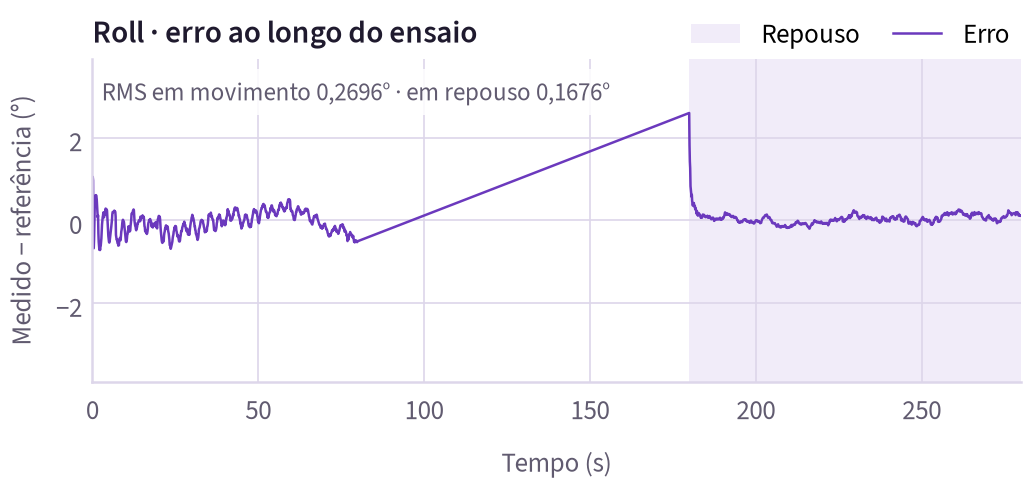 Roll · erro ao longo do ensaio
Repouso
Erro
RMS em movimento 0,2696° · em repouso 0,1676°
Medido − referência (°)
2
0
−2
0
50
100
150
200
250
Tempo (s)